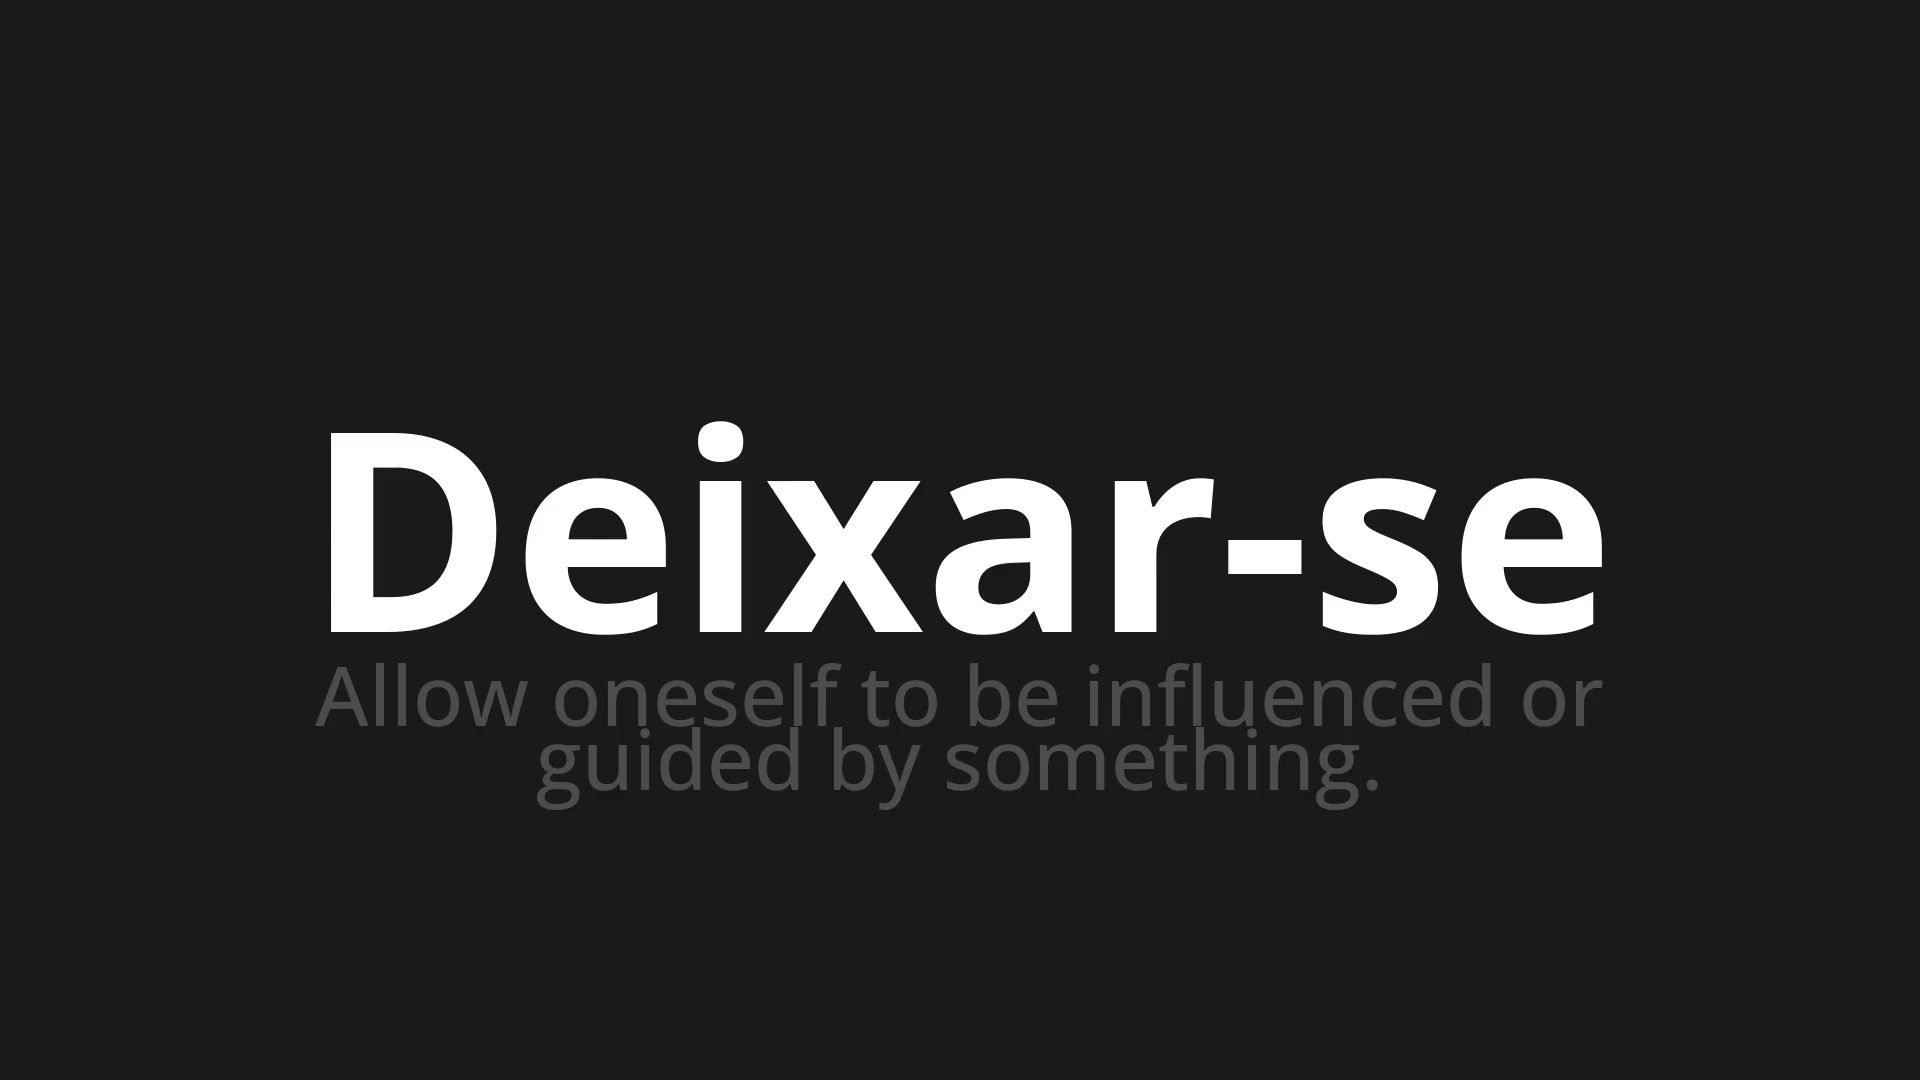 Deixar-se
Allow oneself to be influenced or
guided by something.